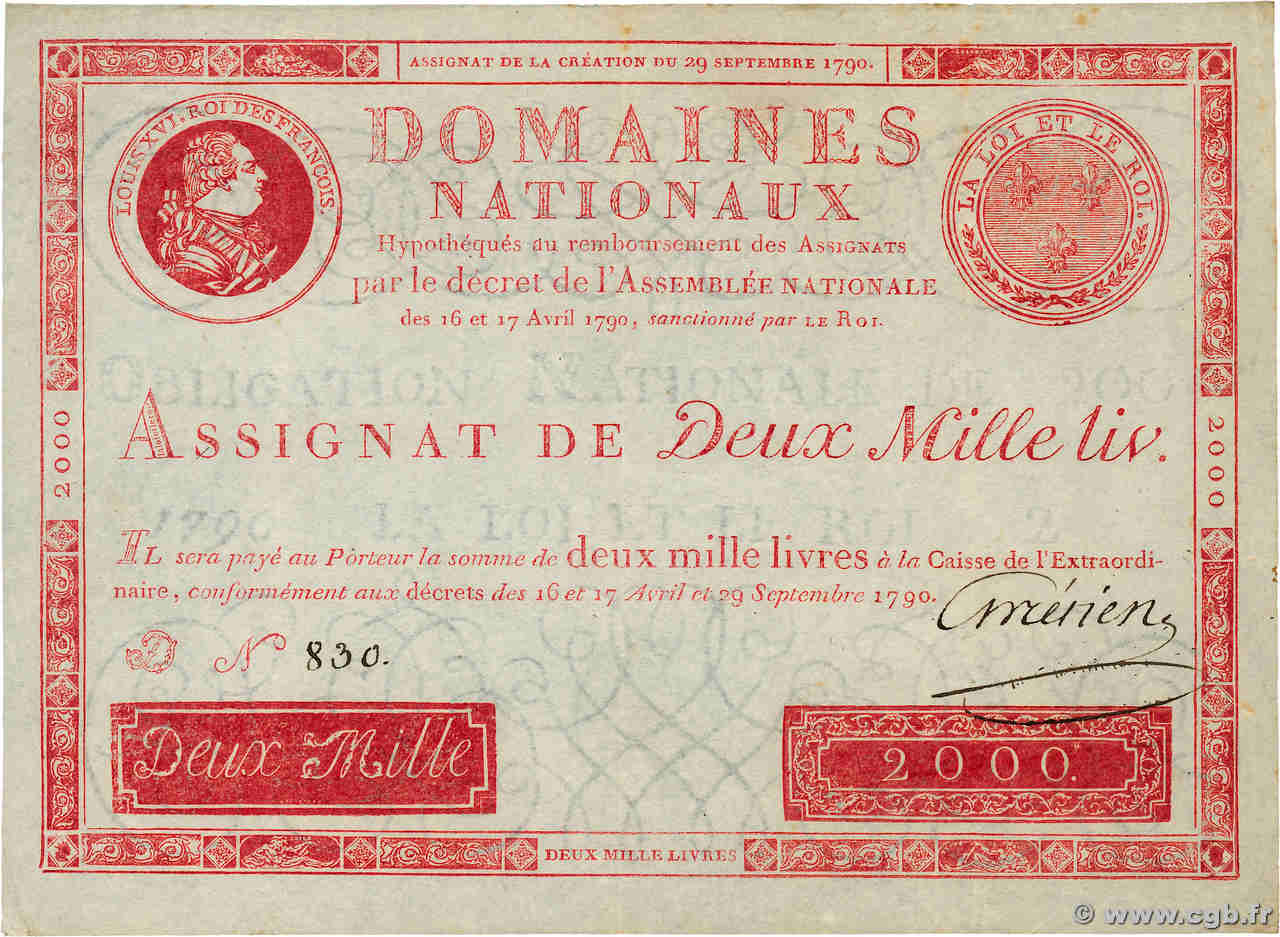 ASSIGNAT DE LA CRÉATION DU 29 SEPTEMBRE 1790.
LOUIS XVI. ROI DES FRANÇOIS.
DOMAINES
NATIONAUX
LA LOI ET LE ROI.
Hypothéqués au remboursement des ASSIGNATS
par le décret de l'ASSEMBLÉE NATIONALE
des 16 et 17 Avril 1790, sanctionné par LE ROI.
2000
ASSIGNAT DE Deux Mille liv.
2000
IL sera payé au Porteur la somme de deux mille livres à la Caisse de l'Extraordi-
naire, conformément aux décrets des 16 et 17 Avril et 29 Septembre 1790.
N 830.
Deux Mille
2000.
DEUX MILLE LIVRES
© www.cgb.fr